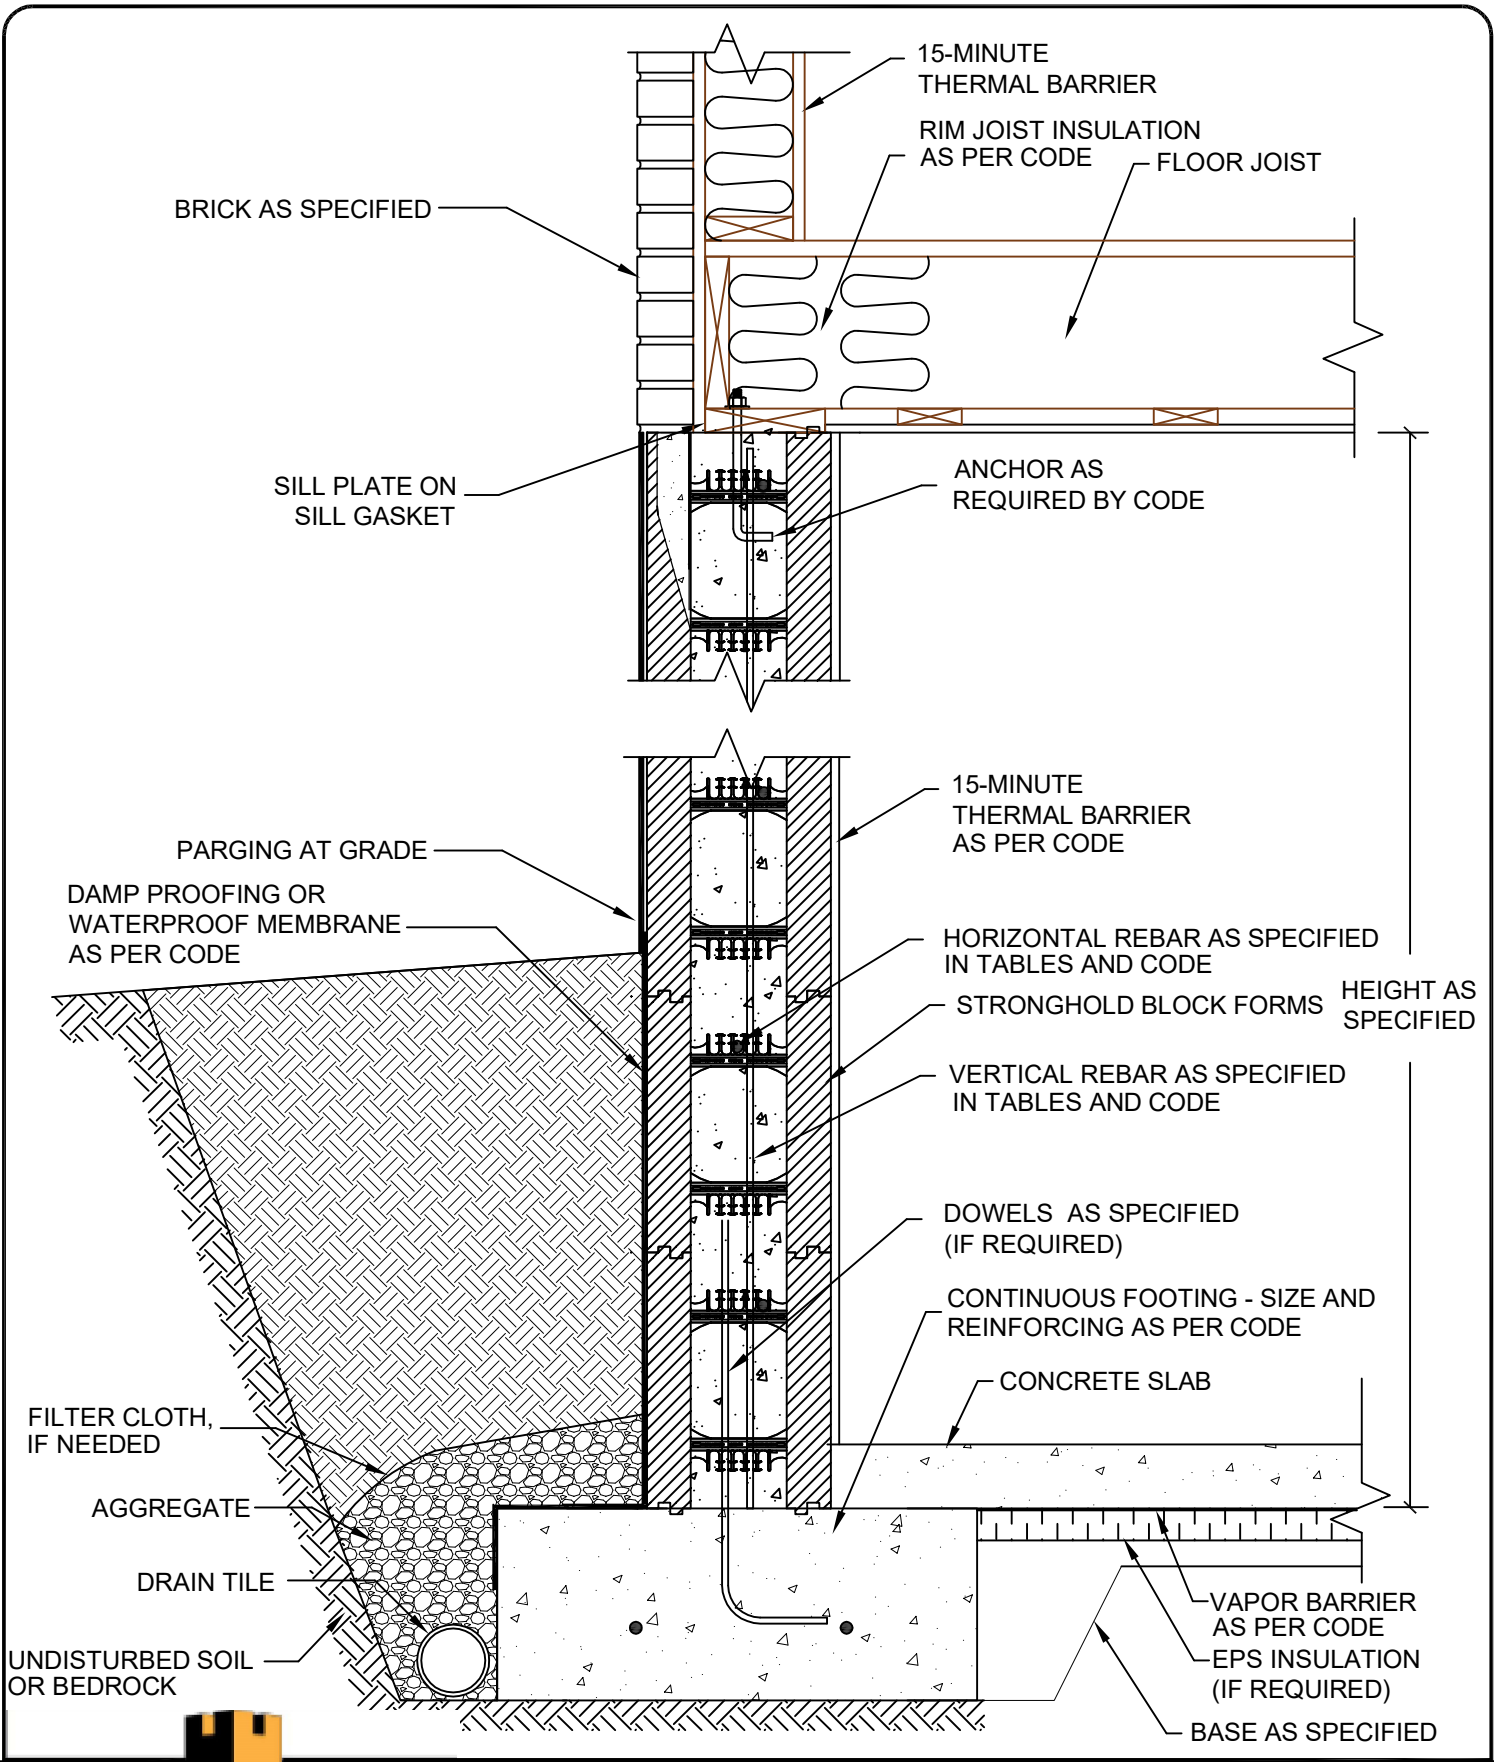 15-MINUTE
THERMAL BARRIER
RIM JOIST INSULATION
AS PER CODE
FLOOR JOIST
BRICK AS SPECIFIED
SILL PLATE ON
SILL GASKET
ANCHOR AS
REQUIRED BY CODE
15-MINUTE
THERMAL BARRIER
AS PER CODE
PARGING AT GRADE
DAMP PROOFING OR
WATERPROOF MEMBRANE
AS PER CODE
HORIZONTAL REBAR AS SPECIFIED
IN TABLES AND CODE
STRONGHOLD BLOCK FORMS
HEIGHT AS
SPECIFIED
VERTICAL REBAR AS SPECIFIED
IN TABLES AND CODE
DOWELS AS SPECIFIED
(IF REQUIRED)
CONTINUOUS FOOTING - SIZE AND
REINFORCING AS PER CODE
CONCRETE SLAB
FILTER CLOTH,
IF NEEDED
AGGREGATE
DRAIN TILE
UNDISTURBED SOIL
OR BEDROCK
VAPOR BARRIER
AS PER CODE
EPS INSULATION
(IF REQUIRED)
BASE AS SPECIFIED